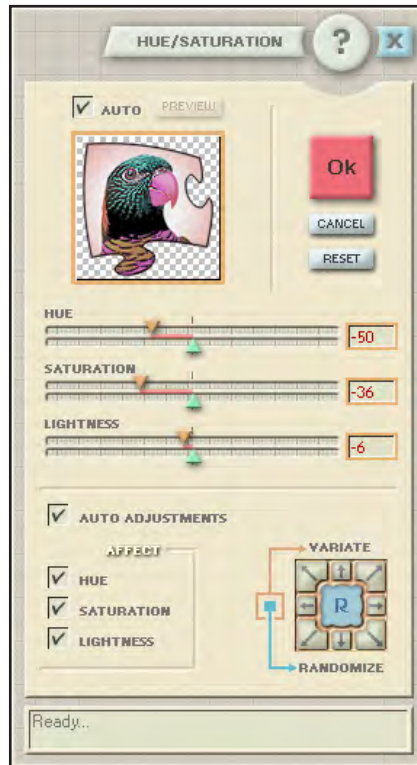 HUE/SATURATION ? X
AUTO PREVIEW
Ok
CANCEL
RESET
HUE
-50
SATURATION
-36
LIGHTNESS
-6
AUTO ADJUSTMENTS
AFFECT
HUE
SATURATION
LIGHTNESS
VARIATE
R
RANDOMIZE
Ready...